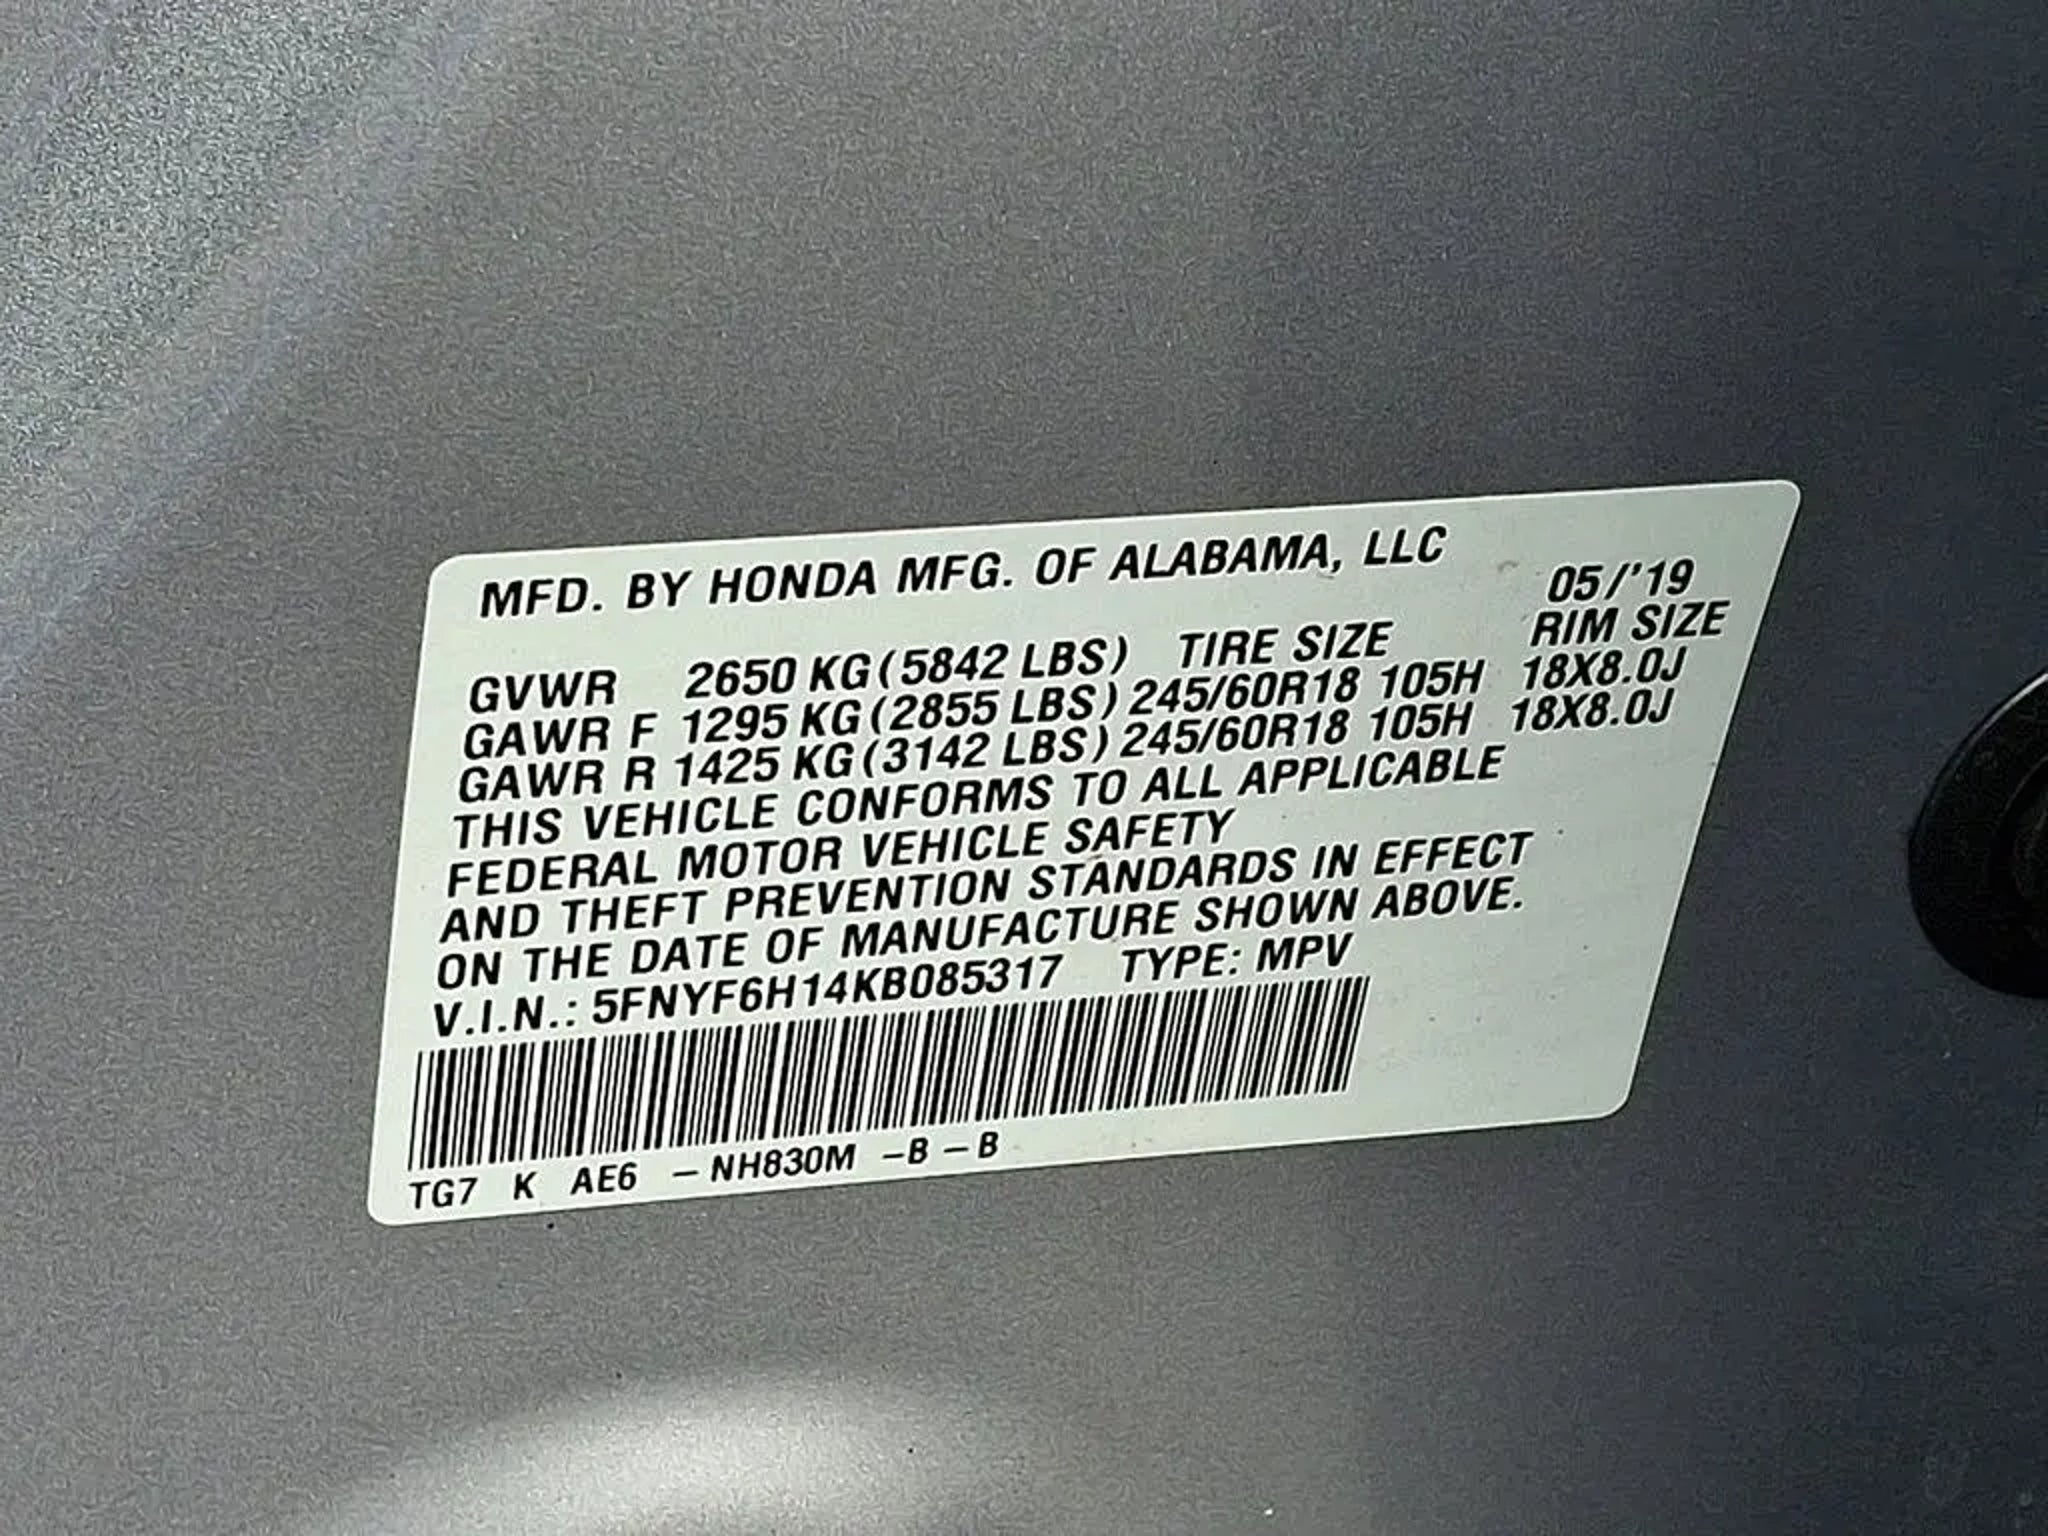 MFD. BY HONDA MFG. OF ALABAMA, LLC
05/'19
GVWR 2650 KG (5842 LBS) TIRE SIZE RIM SIZE
GAWR F 1295 KG (2855 LBS) 245/60R18 105H 18X8.0J
GAWR R 1425 KG (3142 LBS) 245/60R18 105H 18X8.0J
THIS VEHICLE CONFORMS TO ALL APPLICABLE
FEDERAL MOTOR VEHICLE SAFETY
AND THEFT PREVENTION STANDARDS IN EFFECT
ON THE DATE OF MANUFACTURE SHOWN ABOVE.
V.I.N.: 5FNYF6H14KB085317 TYPE: MPV
TG7 K AE6 –NH830M –B –B